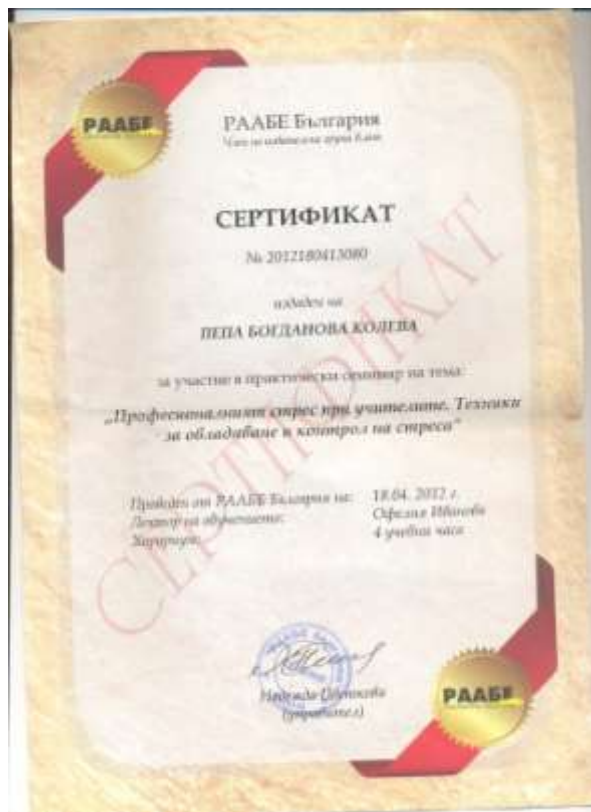 РААБЕ
РААБЕ България
СЕРТИФИКАТ
№ 2012180413080
издаден на
ПЕПА БОГДАНОВА КОЛЕВА
за участие в практически семинар на тема:
„Професионалният стрес при учителите. Техники
за овладяване и контрол на стреса“
Проведен от РААБЕ България на: 18.04. 2012 г.
Лектор на обучението: Офелия
Хорариум: 4 учебни часа
СЕРТИФИКАТ
Надежда
(управител)
РААБЕ